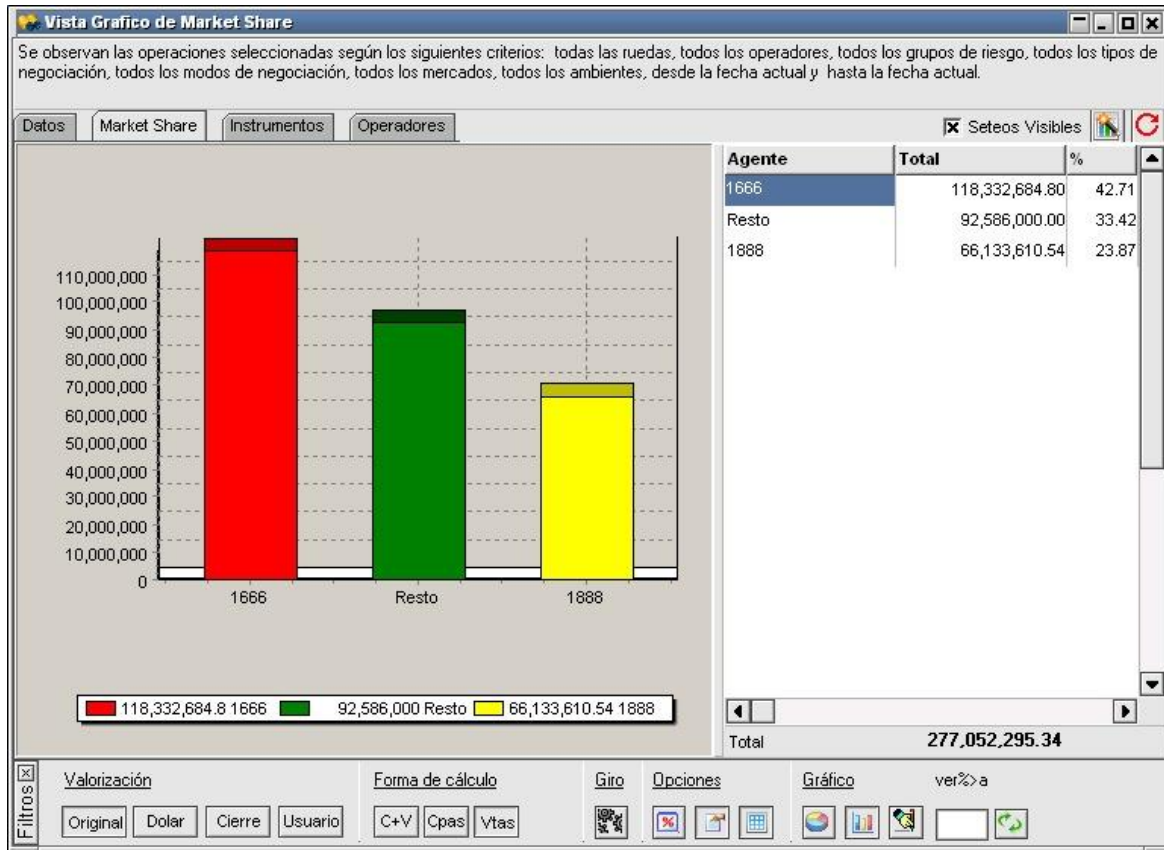 Vista Grafico de Market Share
Se observan las operaciones seleccionadas según los siguientes criterios: todas las ruedas, todos los operadores, todos los grupos de riesgo, todos los tipos de
negociación, todos los modos de negociación, todos los mercados, todos los ambientes, desde la fecha actual y hasta la fecha actual.
Datos Market Share Instrumentos Operadores Seteos Visibles
110,000,000
100,000,000
90,000,000
80,000,000
70,000,000
60,000,000
50,000,000
40,000,000
30,000,000
20,000,000
10,000,000
0
1666 Resto 1888
118,332,684.8 1666 92,586,000 Resto 66,133,610.54 1888
Agente Total %
1666 118,332,684.80 42.71
Resto 92,586,000.00 33.42
1888 66,133,610.54 23.87
Total 277,052,295.34
Filtros
Valorización Forma de cálculo Giro Opciones Gráfico ver%>a
Original Dolar Cierre Usuario C+V Cpas Vtas